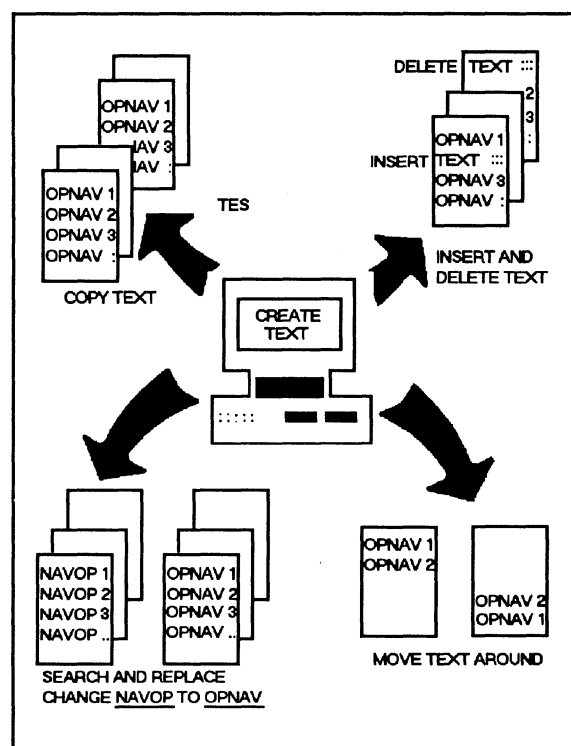 OPNAV 1
OPNAV 2
NAV 3
NAV :
OPNAV 1
OPNAV 2
OPNAV 3
OPNAV :
COPY TEXT
TES
DELETE TEXT :::
2
3
:
OPNAV 1
INSERT TEXT :::
OPNAV 3
OPNAV :
INSERT AND
DELETE TEXT
CREATE
TEXT
NAVOP 1
NAVOP 2
NAVOP 3
NAVOP ..
OPNAV 1
OPNAV 2
OPNAV 3
OPNAV ..
SEARCH AND REPLACE
CHANGE NAVOP TO OPNAV
OPNAV 1
OPNAV 2
OPNAV 2
OPNAV 1
MOVE TEXT AROUND